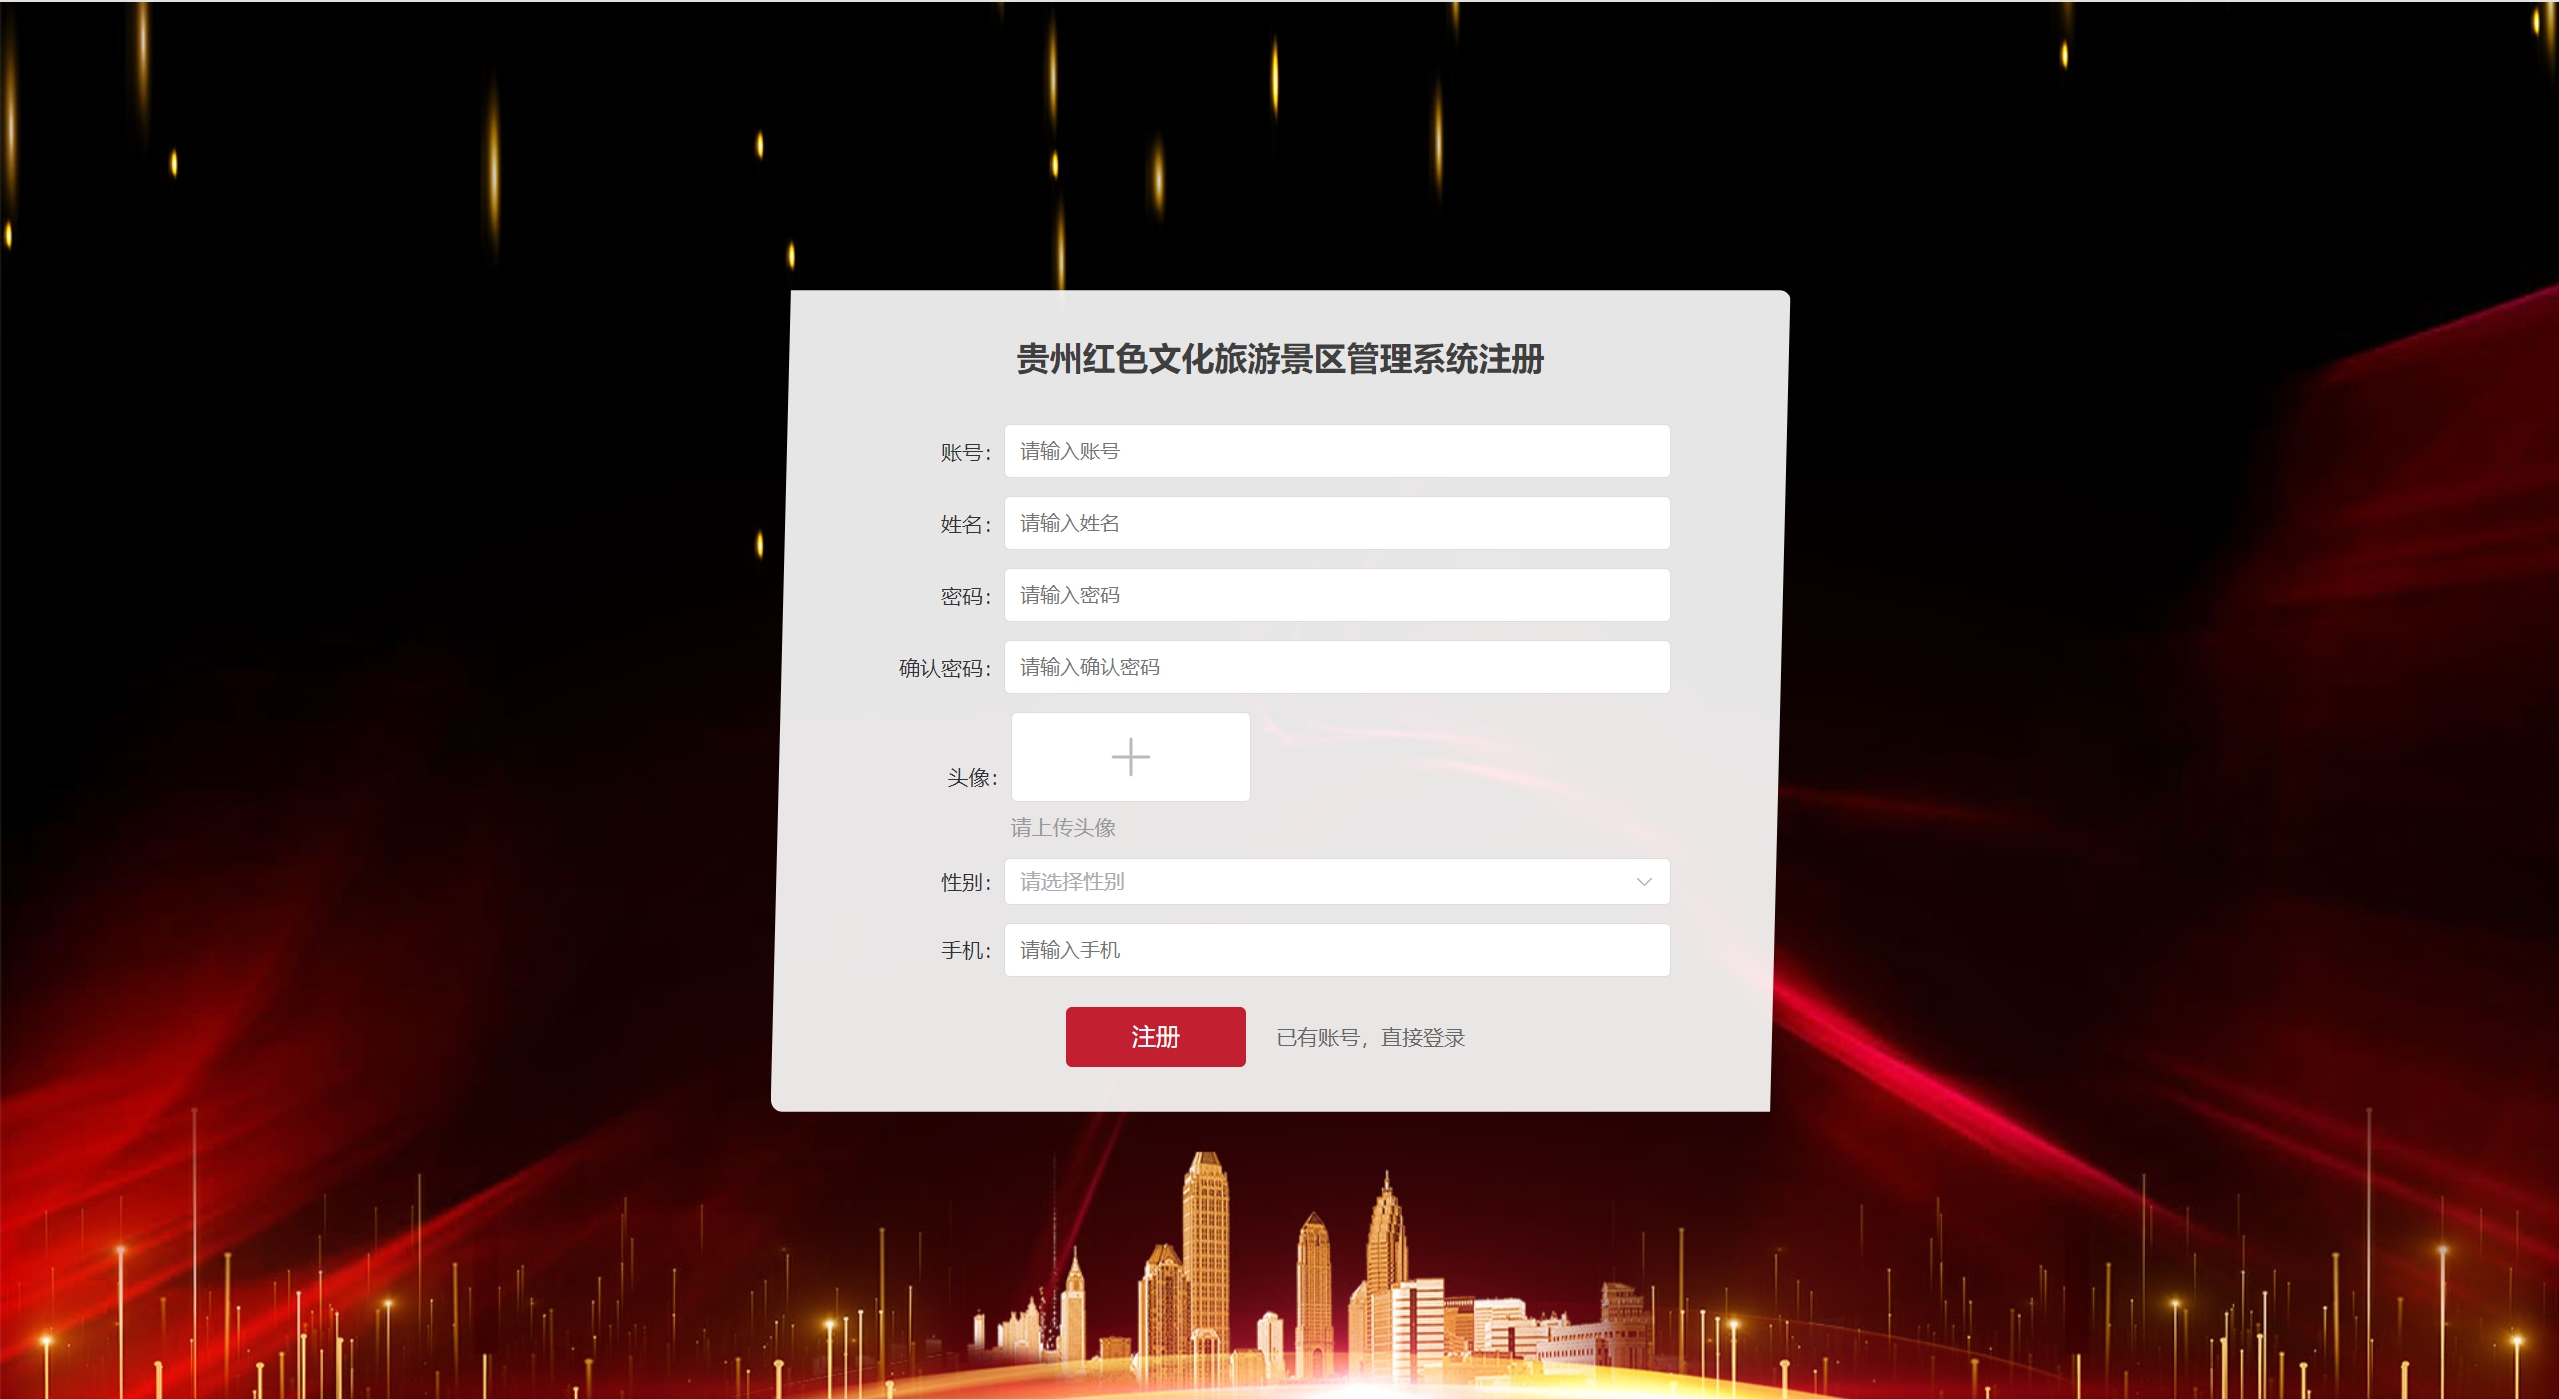 贵州红色文化旅游景区管理系统注册
账号： 请输入账号
姓名： 请输入姓名
密码： 请输入密码
确认密码： 请输入确认密码
头像：
请上传头像
性别： 请选择性别
手机： 请输入手机
注册 已有账号，直接登录